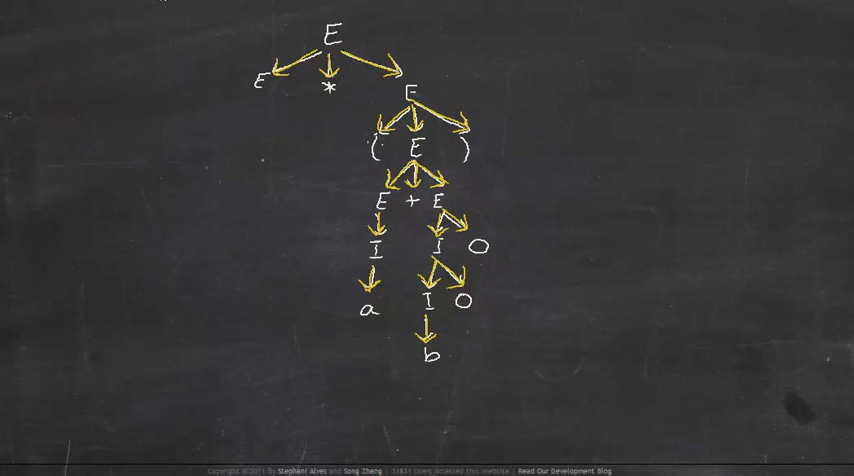 E
E * E
( E )
E + E
I I 0
a I 0
b
Copyright © 2011 by Stephani Alves and Song Zheng | 31831 Users accessed this website | Read Our Development Blog